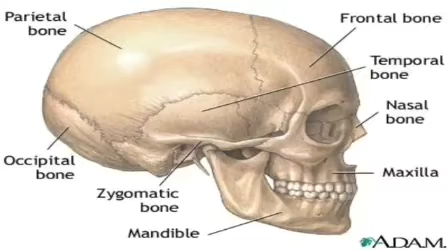 Parietal
bone
Frontal bone
Temporal
bone
Nasal
bone
Occipital
bone
Maxilla
Zygomatic
bone
Mandible
ADAM.